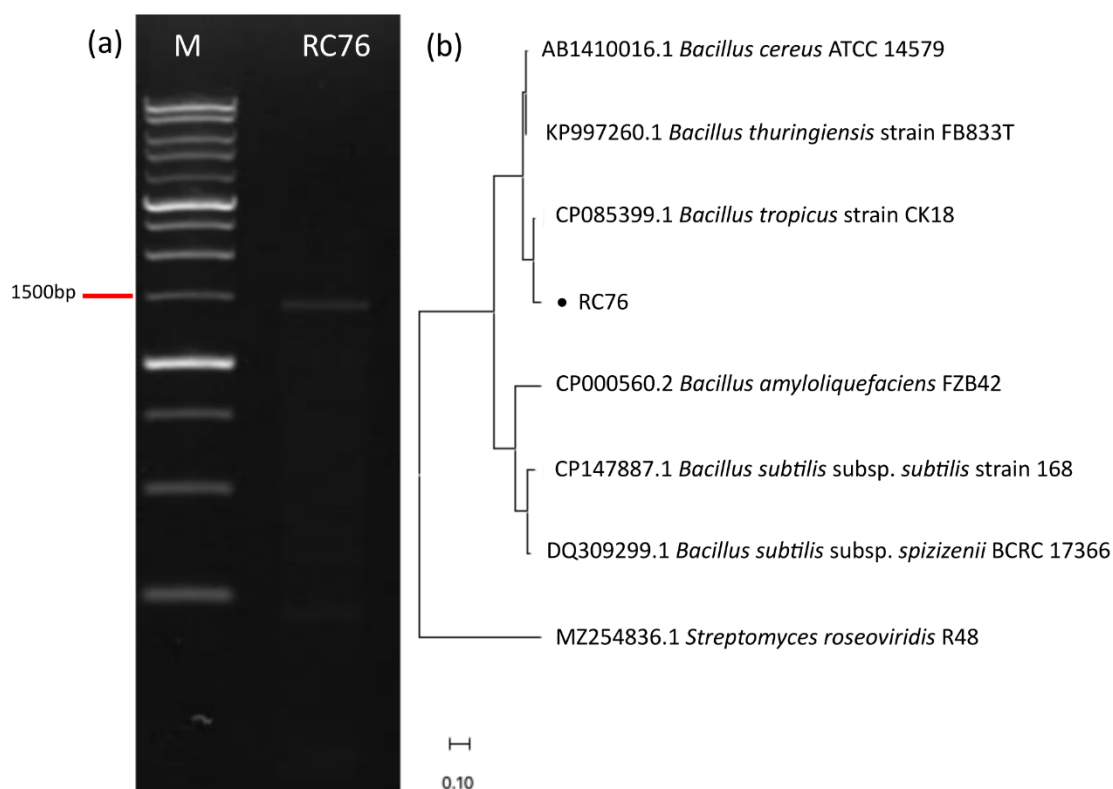 (a)
M
RC76
1500bp
(b)
AB1410016.1 Bacillus cereus ATCC 14579
KP997260.1 Bacillus thuringiensis strain FB833T
CP085399.1 Bacillus tropicus strain CK18
● RC76
CP000560.2 Bacillus amyloliquefaciens FZB42
CP147887.1 Bacillus subtilis subsp. subtilis strain 168
DQ309299.1 Bacillus subtilis subsp. spizizenii BCRC 17366
MZ254836.1 Streptomyces roseoviridis R48
0.10